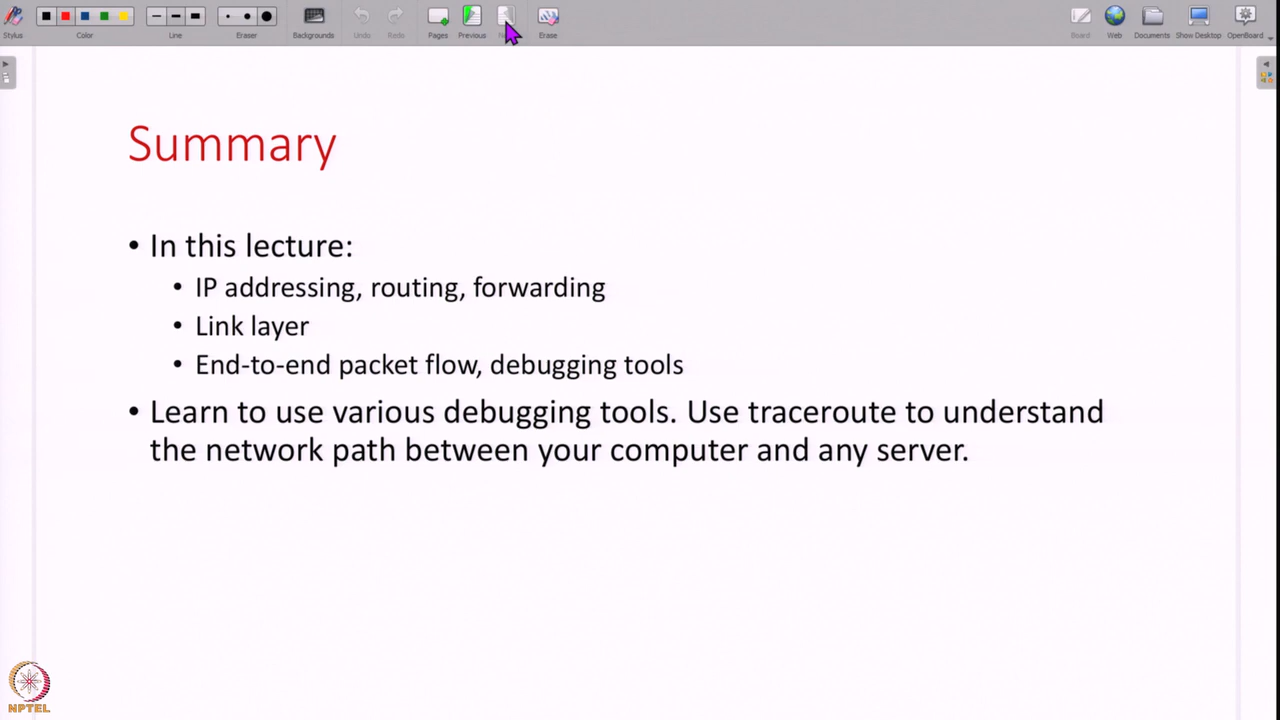 Stylus Color Line Eraser Backgrounds Undo Redo Pages Previous Erase Board Web Documents Show Desktop OpenBoard
Summary
• In this lecture:
• IP addressing, routing, forwarding
• Link layer
• End-to-end packet flow, debugging tools
• Learn to use various debugging tools. Use traceroute to understand
the network path between your computer and any server.
NPTEL